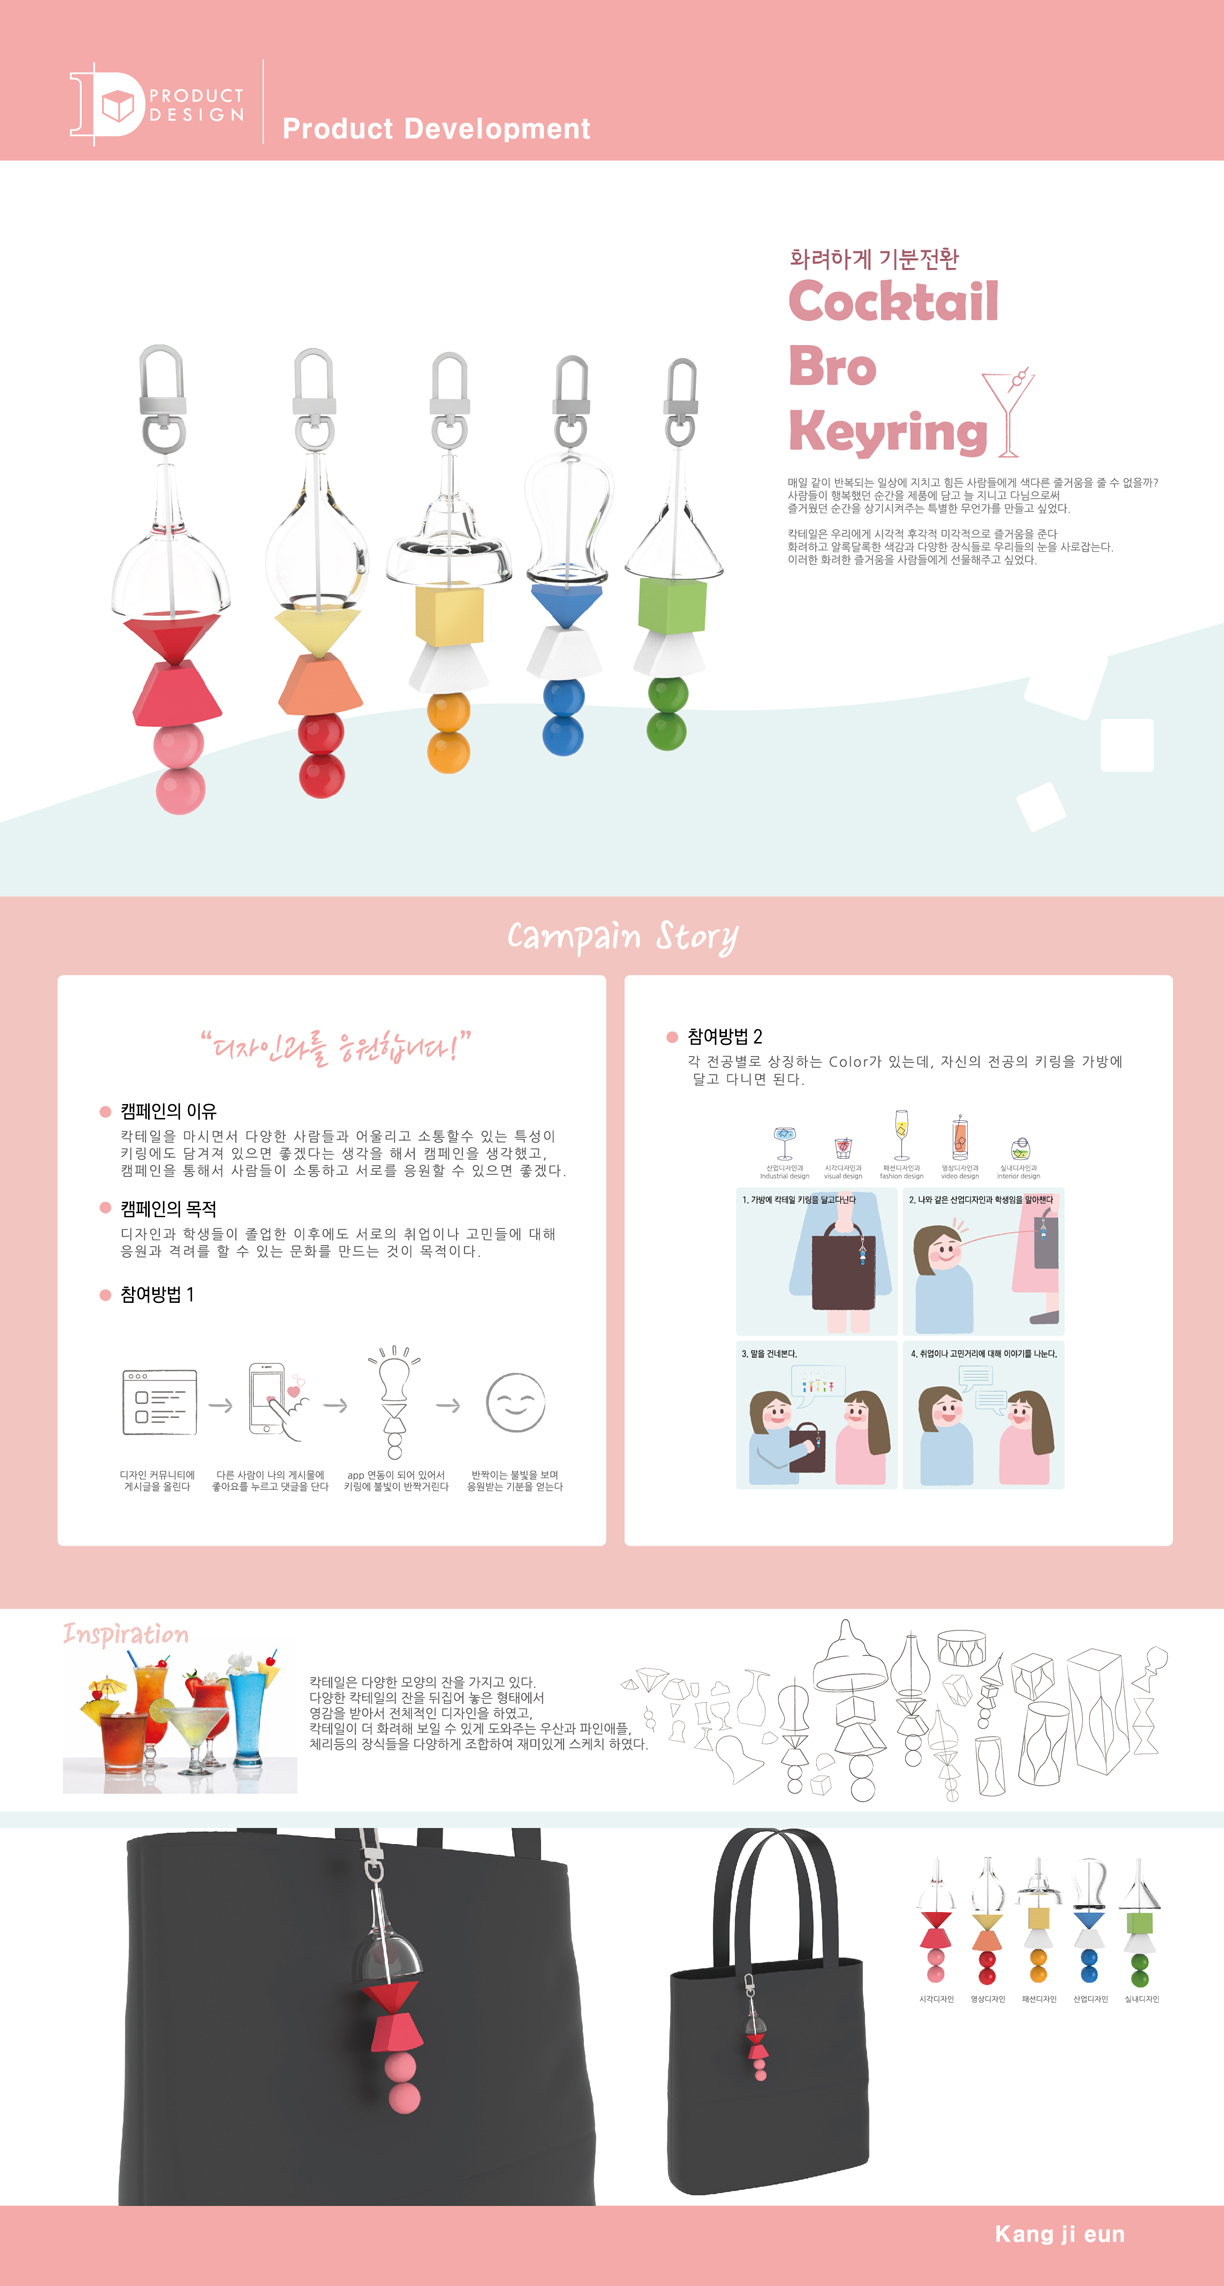 PRODUCT
DESIGN
Product Development
화려하게 기분전환
Cocktail
Bro
Keyring
매일 같이 반복되는 일상에 지치고 힘든 사람들에게 색다른 즐거움을 줄 수 없을까?
사람들이 행복했던 순간을 제품에 담고 늘 지니고 다님으로써
즐거웠던 순간을 상기시켜주는 특별한 무언가를 만들고 싶었다.
칵테일은 우리에게 시각적 후각적 미각적으로 즐거움을 준다
화려하고 알록달록한 색감과 다양한 장식들로 우리들의 눈을 사로잡는다.
이러한 화려한 즐거움을 사람들에게 선물해주고 싶었다.
Campain Story
“디자인과를 응원합니다!”
캠페인의 이유
칵테일을 마시면서 다양한 사람들과 어울리고 소통할수 있는 특성이
키링에도 담겨져 있으면 좋겠다는 생각을 해서 캠페인을 생각했고,
캠페인을 통해서 사람들이 소통하고 서로를 응원할 수 있으면 좋겠다.
캠페인의 목적
디자인과 학생들이 졸업한 이후에도 서로의 취업이나 고민들에 대해
응원과 격려를 할 수 있는 문화를 만드는 것이 목적이다.
참여방법 1
디자인 커뮤니티에
게시글을 올린다
다른 사람이 나의 게시물에
좋아요를 누르고 댓글을 단다
app 연동이 되어 있어서
키링에 불빛이 반짝거린다
반짝이는 불빛을 보며
응원받는 기분을 얻는다
참여방법 2
각 전공별로 상징하는 Color가 있는데, 자신의 전공의 키링을 가방에
달고 다니면 된다.
산업디자인과
Industrial design
시각디자인과
visual design
패션디자인과
fashion design
영상디자인과
video design
실내디자인과
interior design
1. 가방에 칵테일 키링을 달고다닌다
2. 나와 같은 산업디자인과 학생임을 알아챈다
3. 말을 건네본다.
4. 취업이나 고민거리에 대해 이야기를 나눈다.
Inspiration
칵테일은 다양한 모양의 잔을 가지고 있다.
다양한 칵테일의 잔을 뒤집어 놓은 형태에서
영감을 받아서 전체적인 디자인을 하였고,
칵테일이 더 화려해 보일 수 있게 도와주는 우산과 파인애플,
체리등의 장식들을 다양하게 조합하여 재미있게 스케치 하였다.
시각디자인
영상디자인
패션디자인
산업디자인
실내디자인
Kang ji eun